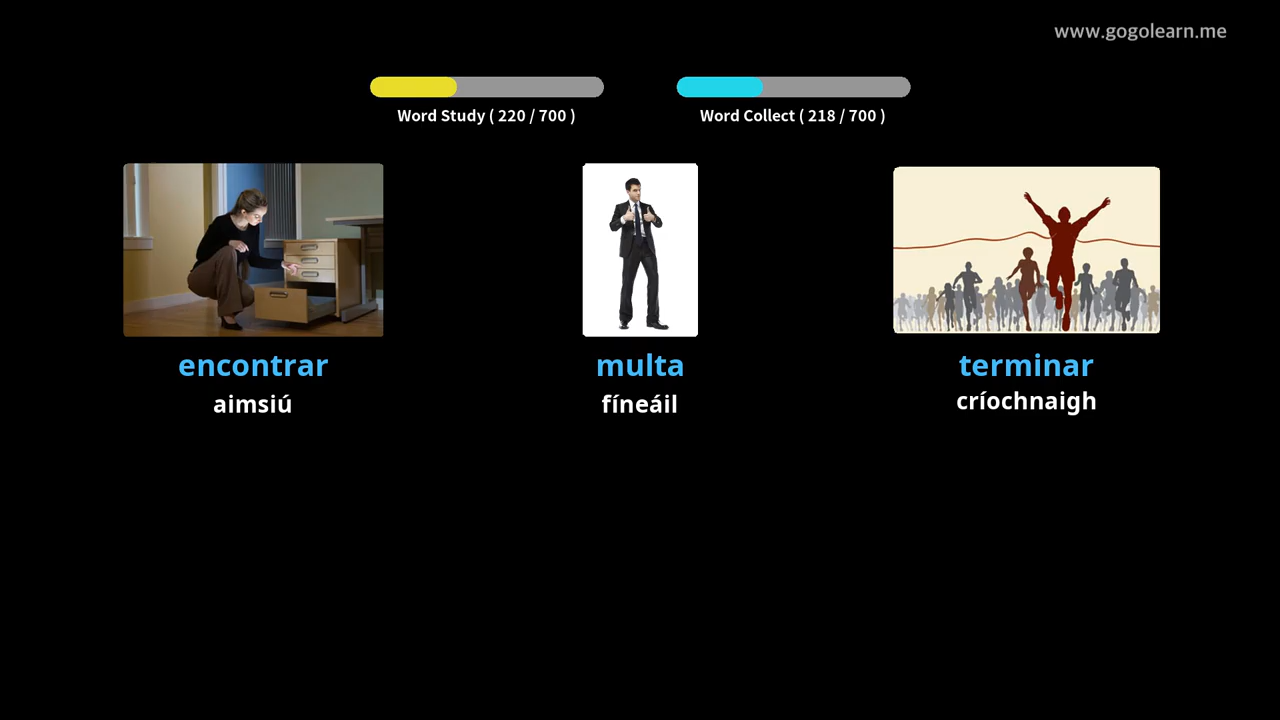 www.gogolearn.me
Word Study ( 220 / 700 )
Word Collect ( 218 / 700 )
encontrar
aimsiú
multa
fíneáil
terminar
críochnaigh